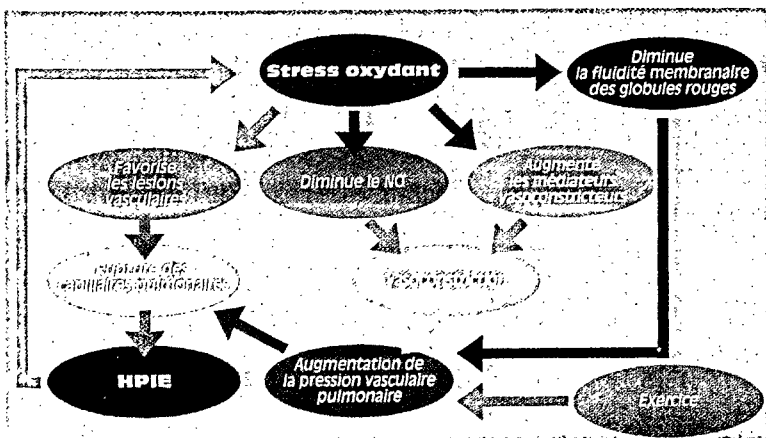 Stress oxydant
Diminue
la fluidité membranaire
des globules rouges
Favorise
les lésions
vasculaires
Diminue le NO
Augmente
les médiateurs
vasoconstricteurs
Rupture des
capillaires pulmonaires
Vasoconstriction
HPIE
Augmentation de
la pression vasculaire
pulmonaire
Exercice